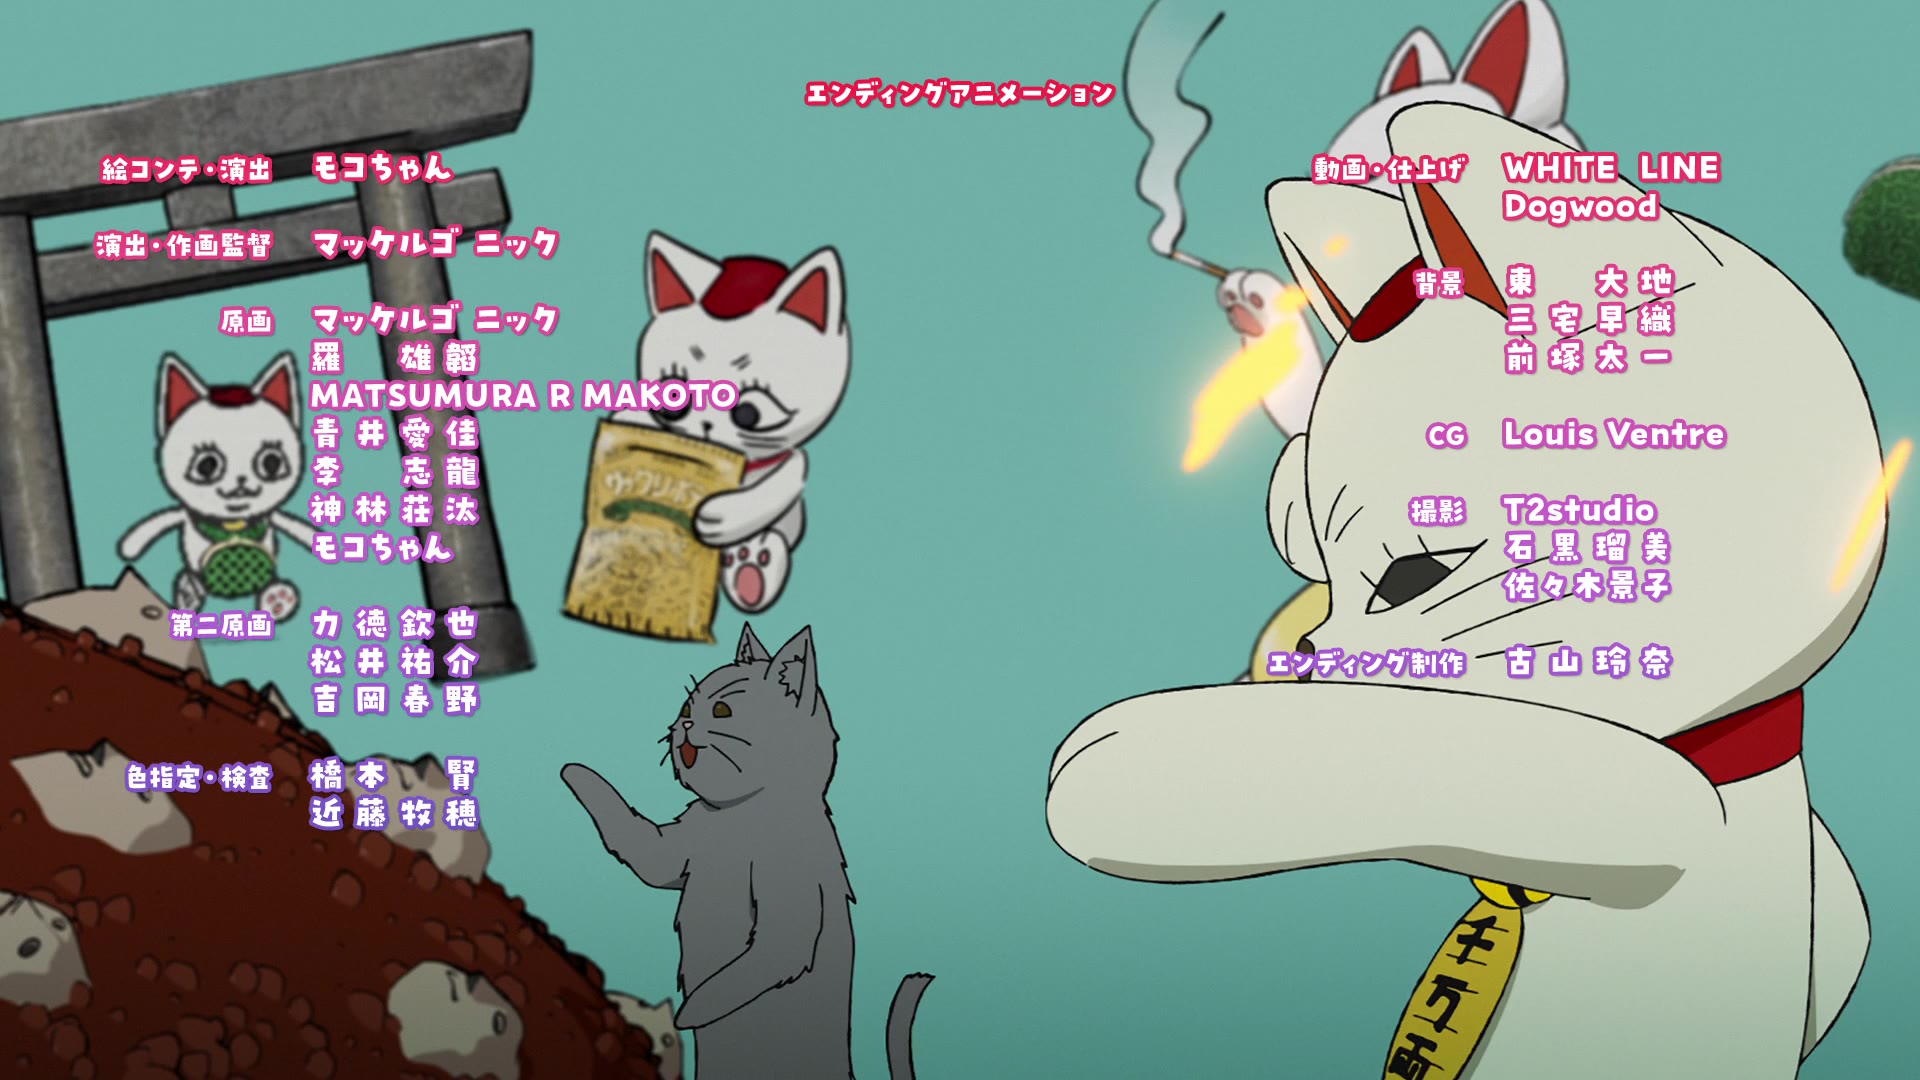 エンディングアニメーション
絵コンテ・演出 モコちゃん
演出・作画監督 マッケルゴ ニック
原画 マッケルゴ ニック
羅 雄韜
MATSUMURA R MAKOTO
青井愛佳
李 志龍
神林荘汰
モコちゃん
第二原画 力徳欽也
松井祐介
吉岡春野
色指定・検査 橋本 賢
近藤牧穂
動画・仕上げ WHITE LINE
Dogwood
背景 東 大地
三宅早織
前塚太一
CG Louis Ventre
撮影 T2studio
石黒瑠美
佐々木景子
エンディング制作 古山玲奈
千万両